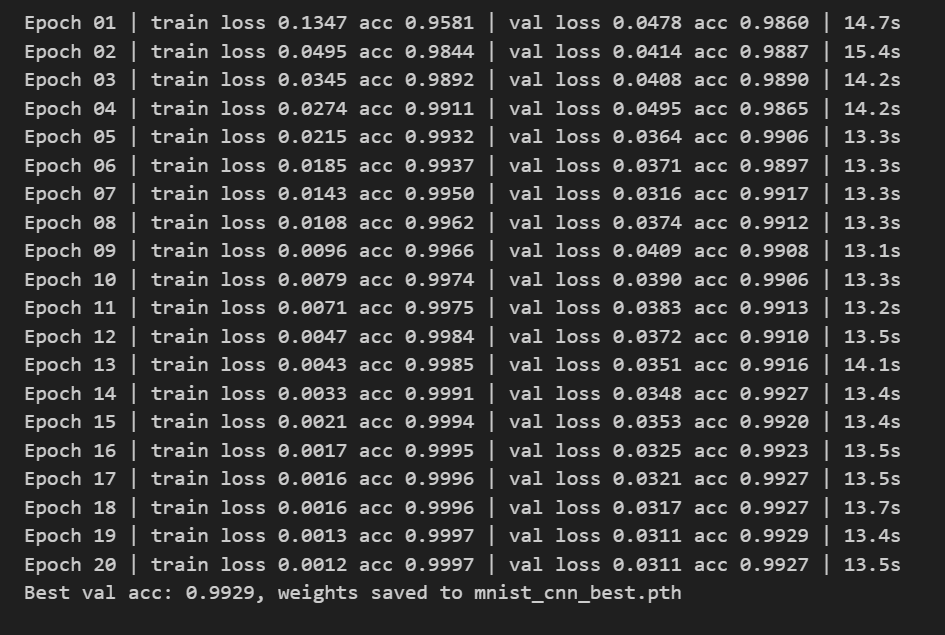 Epoch 01 | train loss 0.1347 acc 0.9581 | val loss 0.0478 acc 0.9860 | 14.7s
Epoch 02 | train loss 0.0495 acc 0.9844 | val loss 0.0414 acc 0.9887 | 15.4s
Epoch 03 | train loss 0.0345 acc 0.9892 | val loss 0.0408 acc 0.9890 | 14.2s
Epoch 04 | train loss 0.0274 acc 0.9911 | val loss 0.0495 acc 0.9865 | 14.2s
Epoch 05 | train loss 0.0215 acc 0.9932 | val loss 0.0364 acc 0.9906 | 13.3s
Epoch 06 | train loss 0.0185 acc 0.9937 | val loss 0.0371 acc 0.9897 | 13.3s
Epoch 07 | train loss 0.0143 acc 0.9950 | val loss 0.0316 acc 0.9917 | 13.3s
Epoch 08 | train loss 0.0108 acc 0.9962 | val loss 0.0374 acc 0.9912 | 13.3s
Epoch 09 | train loss 0.0096 acc 0.9966 | val loss 0.0409 acc 0.9908 | 13.1s
Epoch 10 | train loss 0.0079 acc 0.9974 | val loss 0.0390 acc 0.9906 | 13.3s
Epoch 11 | train loss 0.0071 acc 0.9975 | val loss 0.0383 acc 0.9913 | 13.2s
Epoch 12 | train loss 0.0047 acc 0.9984 | val loss 0.0372 acc 0.9910 | 13.5s
Epoch 13 | train loss 0.0043 acc 0.9985 | val loss 0.0351 acc 0.9916 | 14.1s
Epoch 14 | train loss 0.0033 acc 0.9991 | val loss 0.0348 acc 0.9927 | 13.4s
Epoch 15 | train loss 0.0021 acc 0.9994 | val loss 0.0353 acc 0.9920 | 13.4s
Epoch 16 | train loss 0.0017 acc 0.9995 | val loss 0.0325 acc 0.9923 | 13.5s
Epoch 17 | train loss 0.0016 acc 0.9996 | val loss 0.0321 acc 0.9927 | 13.5s
Epoch 18 | train loss 0.0016 acc 0.9996 | val loss 0.0317 acc 0.9927 | 13.7s
Epoch 19 | train loss 0.0013 acc 0.9997 | val loss 0.0311 acc 0.9929 | 13.4s
Epoch 20 | train loss 0.0012 acc 0.9997 | val loss 0.0311 acc 0.9927 | 13.5s
Best val acc: 0.9929, weights saved to mnist_cnn_best.pth